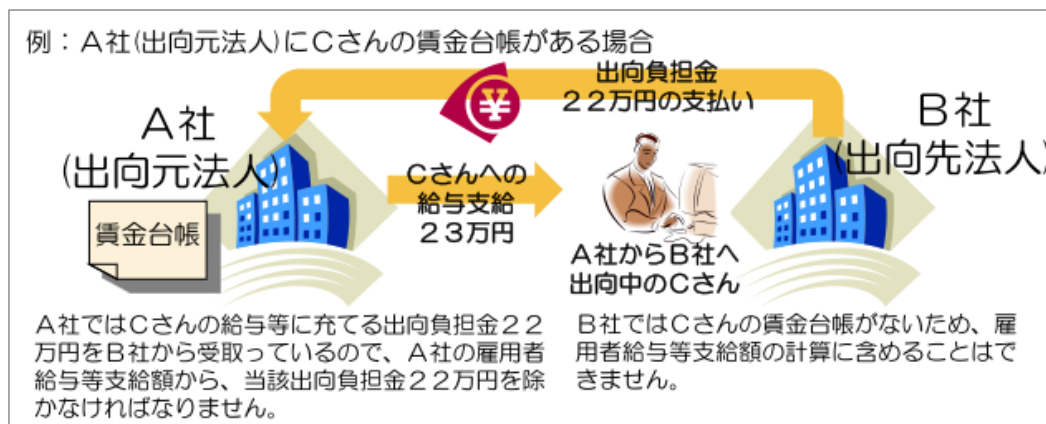 例：Ａ社(出向元法人)にＣさんの賃金台帳がある場合
出向負担金
２２万円の支払い
Ａ社
(出向元法人)
Ｂ社
(出向先法人)
Ｃさんへの
給与支給
２３万円
賃金台帳
Ａ社からＢ社へ
出向中のＣさん
Ａ社ではＣさんの給与等に充てる出向負担金２２
万円をＢ社から受取っているので、Ａ社の雇用者
給与等支給額から、当該出向負担金２２万円を除
かなければなりません。
Ｂ社ではＣさんの賃金台帳がないため、雇
用者給与等支給額の計算に含めることはで
きません。